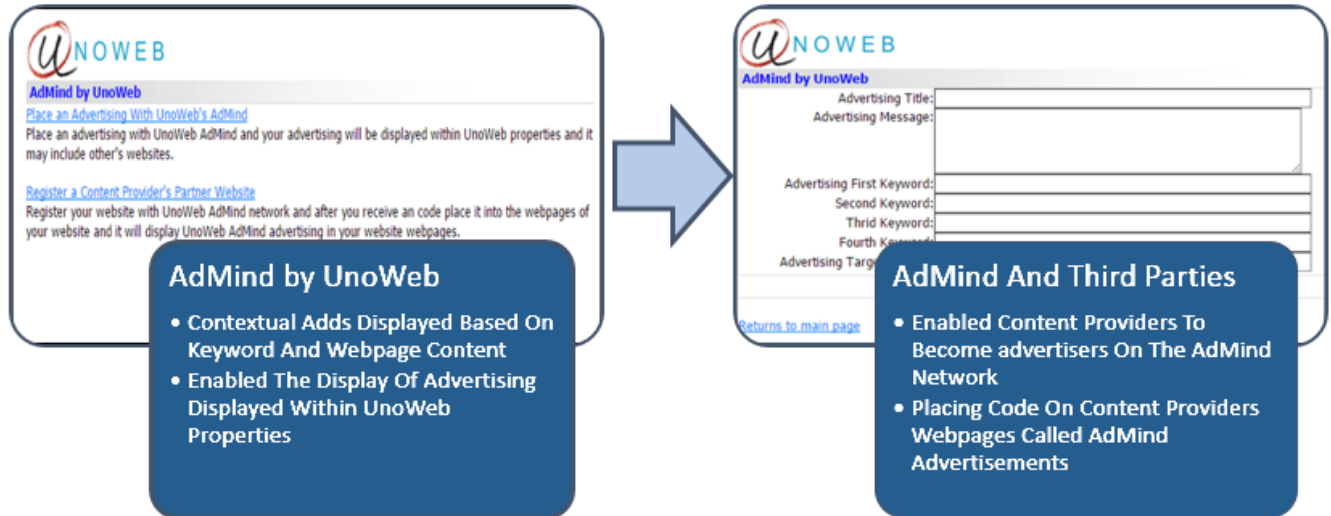 UNOWEB
AdMind by UnoWeb
Place an Advertising With UnoWeb's AdMind
Place an advertising with UnoWeb AdMind and your advertising will be displayed within UnoWeb properties and it
may include other's websites.
Register a Content Provider's Partner Website
Register your website with UnoWeb AdMind network and after you receive an code place it into the webpages of
your website and it will display UnoWeb AdMind advertising in your website webpages.
AdMind by UnoWeb
• Contextual Adds Displayed Based On
Keyword And Webpage Content
• Enabled The Display Of Advertising
Displayed Within UnoWeb
Properties
UNOWEB
AdMind by UnoWeb
Advertising Title:
Advertising Message:
Advertising First Keyword:
Second Keyword:
Thrid Keyword:
Fourth
Advertising
Returns to main page
AdMind And Third Parties
• Enabled Content Providers To
Become advertisers On The AdMind
Network
• Placing Code On Content Providers
Webpages Called AdMind
Advertisements